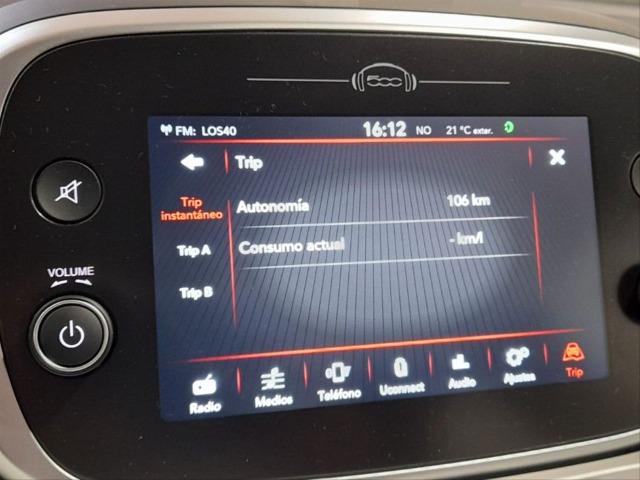 500
FM: LOS40 16:12 NO 21 °C exter.
Trip
Trip
instantáneo
Autonomía 106 km
Consumo actual - km/l
Trip A
Trip B
VOLUME
Radio Medios Teléfono Uconnect Audio Ajustes Trip